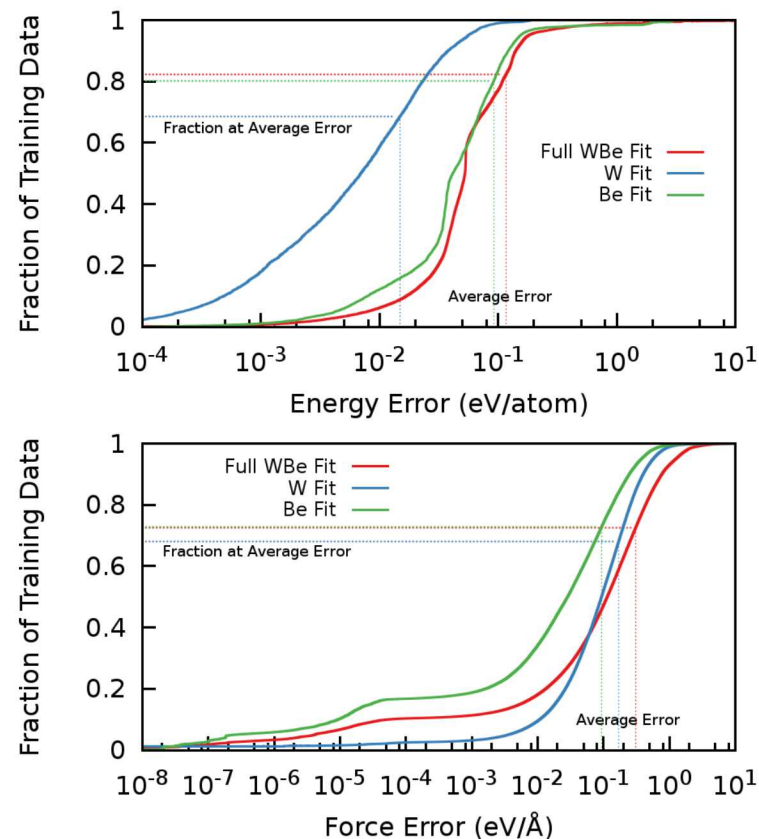 Fraction of Training Data
1
0.8
0.6
0.4
0.2
0
Fraction at Average Error
Full WBe Fit
W Fit
Be Fit
Average Error
10-4
10-3
10-2
10-1
100
101
Energy Error (eV/atom)
Fraction of Training Data
1
0.8
0.6
0.4
0.2
0
Full WBe Fit
W Fit
Be Fit
Fraction at Average Error
Average Error
10-8
10-7
10-6
10-5
10-4
10-3
10-2
10-1
100
101
Force Error (eV/Å)